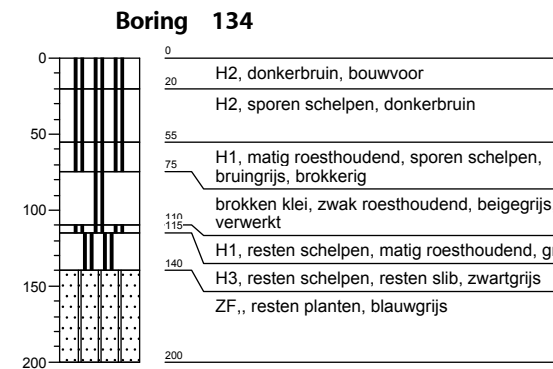 Boring 134
0
50
100
150
200
0
H2, donkerbruin, bouwvoor
20
H2, sporen schelpen, donkerbruin
55
H1, matig roesthoudend, sporen schelpen,
bruingrijs, brokkerig
75
brokken klei, zwak roesthoudend, beigegrijs
verwerkt
110
115
H1, resten schelpen, matig roesthoudend,
140
H3, resten schelpen, resten slib, zwartgrijs
ZF,, resten planten, blauwgrijs
200